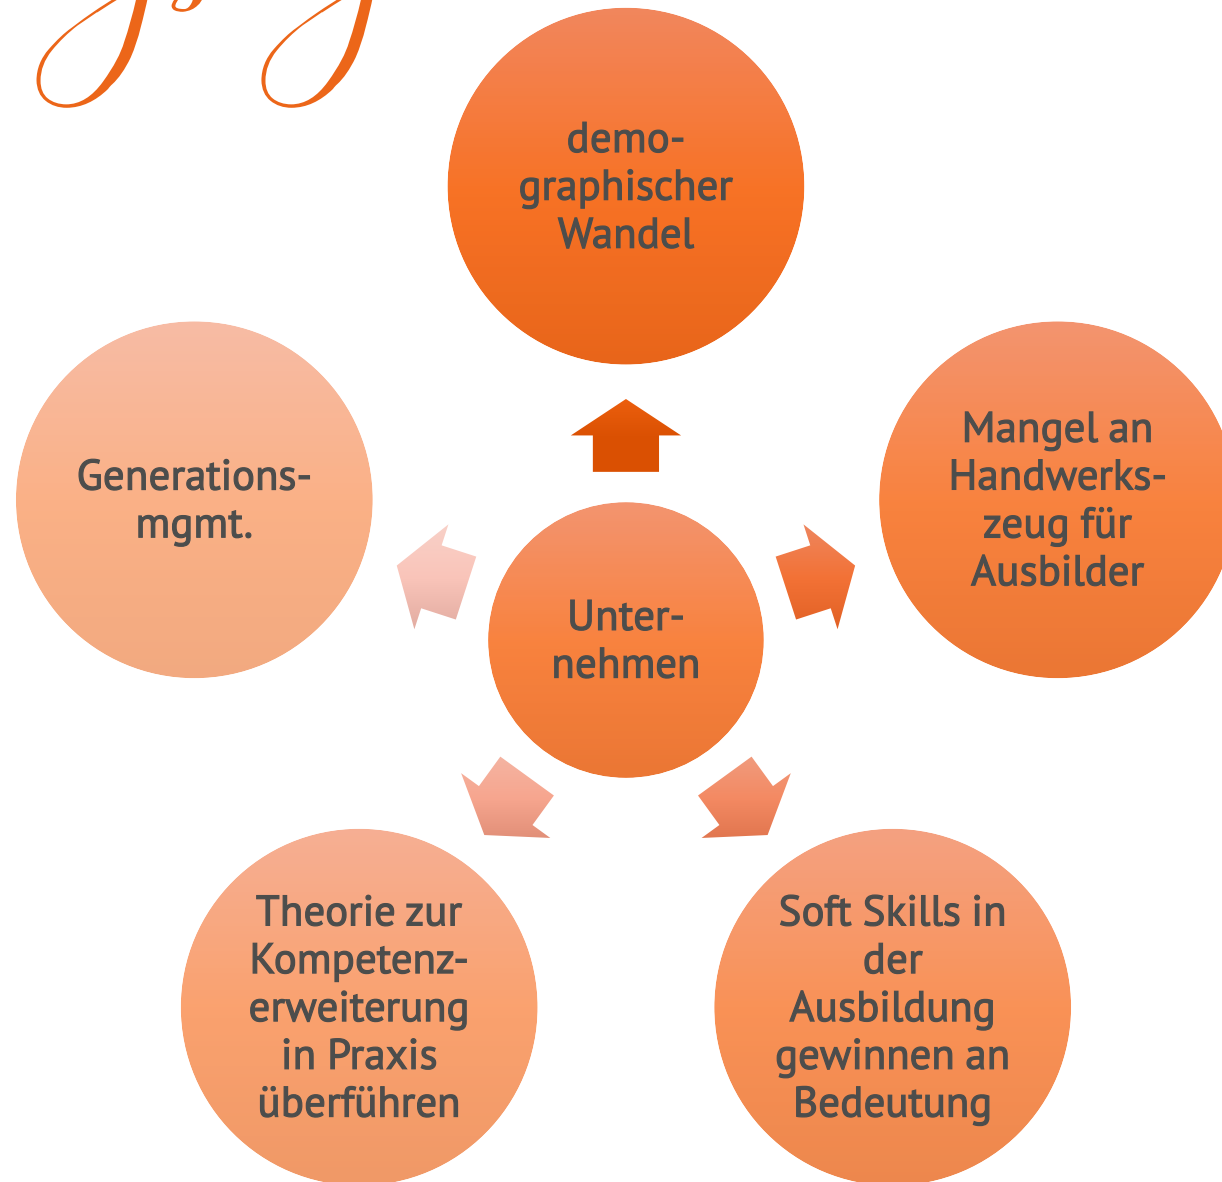 demo-
graphischer
Wandel
Mangel an
Handwerks-
zeug für
Ausbilder
Generations-
mgmt.
Unter-
nehmen
Theorie zur
Kompetenz-
erweiterung
in Praxis
überführen
Soft Skills in
der
Ausbildung
gewinnen an
Bedeutung